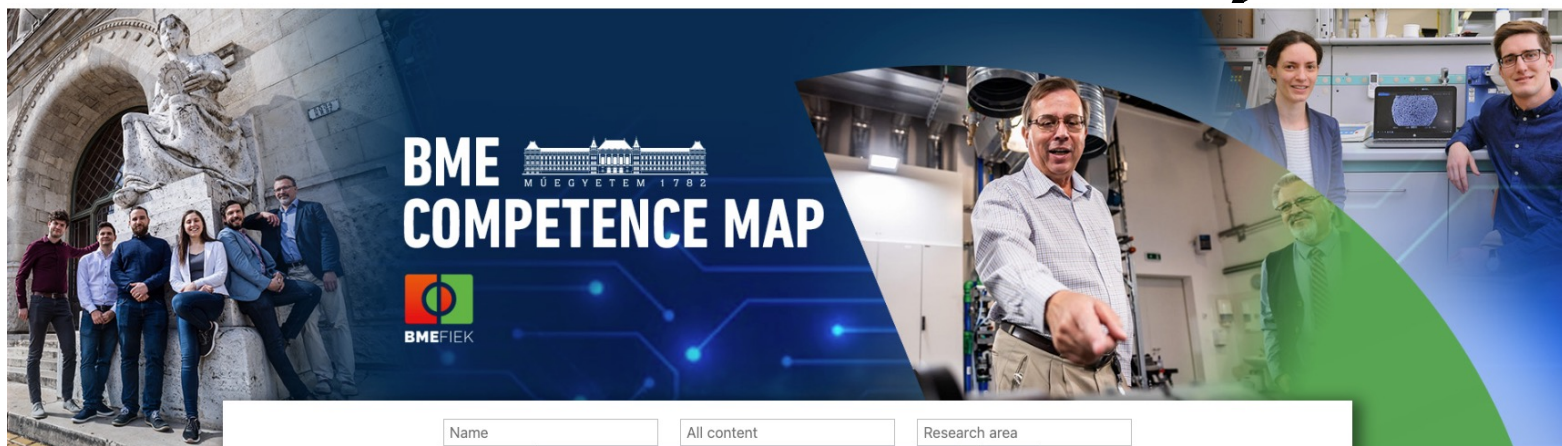 BME
MŰEGYETEM 1782
COMPETENCE MAP
BMEFIEK
Name
All content
Research area